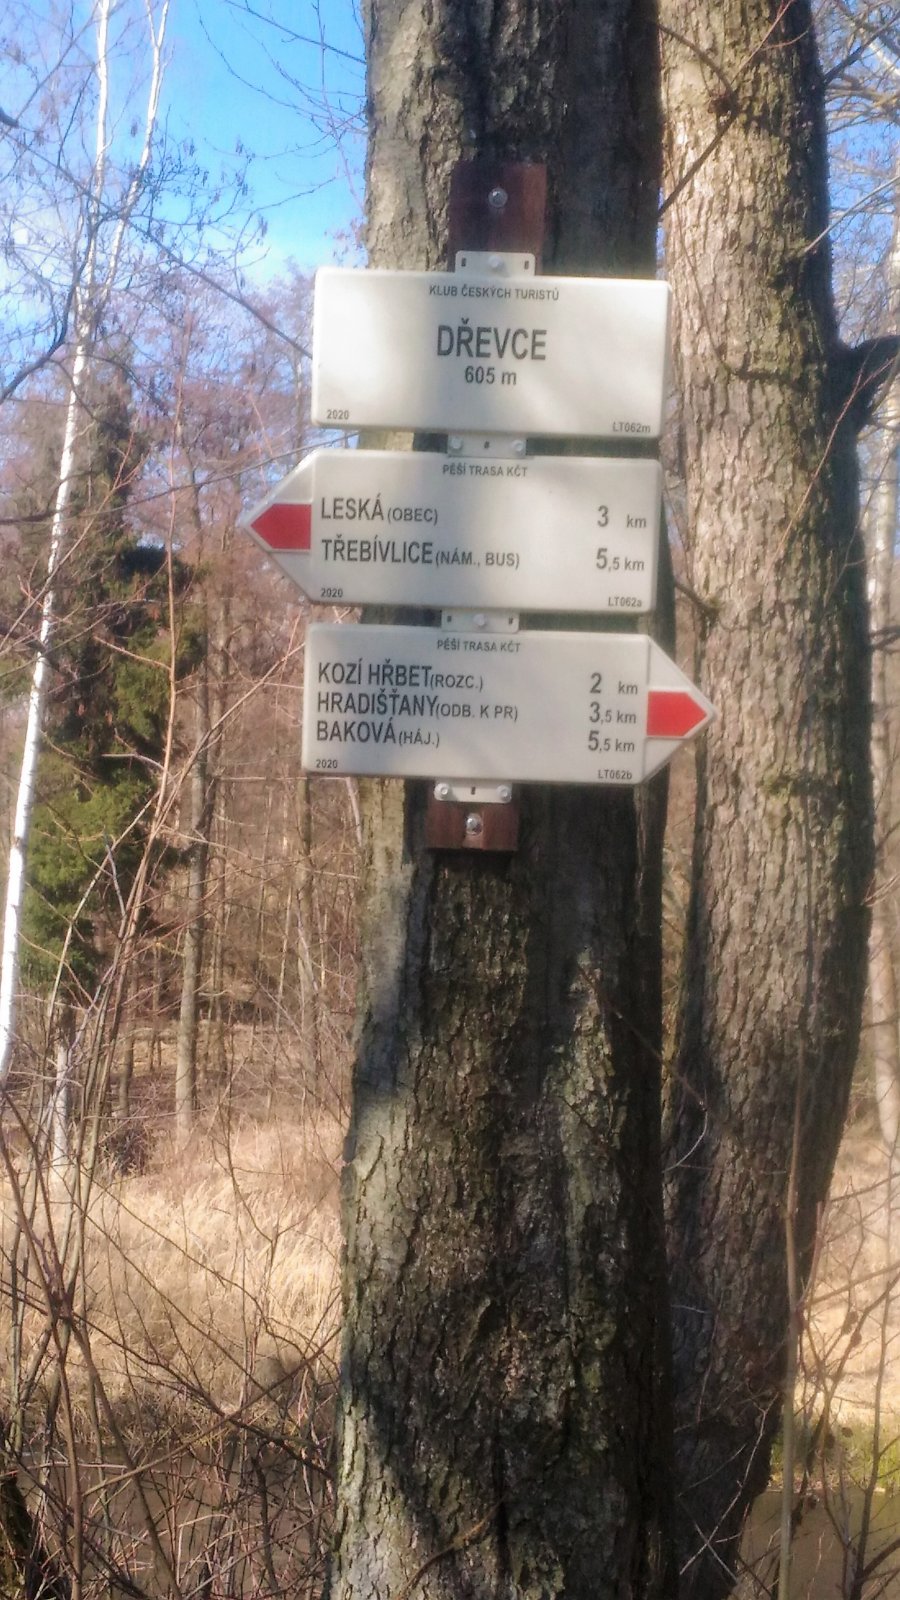 KLUB ČESKÝCH TURISTŮ
DŘEVCE
605 m
2020 LT062m
PĚŠÍ TRASA KČT
LESKÁ (OBEC) 3 km
TŘEBÍVLICE (NÁM., BUS) 5,5 km
2020 LT062a
PĚŠÍ TRASA KČT
KOZÍ HŘBET (ROZC.) 2 km
HRADIŠŤANY (ODB. K PR) 3,5 km
BAKOVÁ (HÁJ.) 5,5 km
2020 LT062b